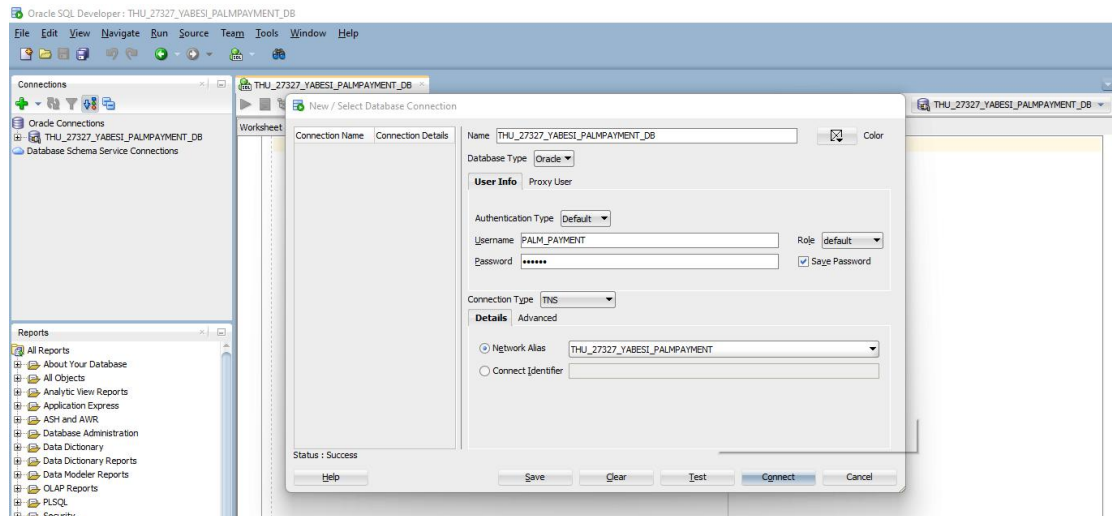 Oracle SQL Developer : THU_27327_YABESI_PALMPAYMENT_DB
File Edit View Navigate Run Source Team Tools Window Help
Connections
Oracle Connections
THU_27327_YABESI_PALMPAYMENT_DB
Database Schema Service Connections
THU_27327_YABESI_PALMPAYMENT_DB
THU_27327_YABESI_PALMPAYMENT_DB
Worksheet
New / Select Database Connection
Connection Name Connection Details
Name THU_27327_YABESI_PALMPAYMENT_DB Color
Database Type Oracle
User Info Proxy User
Authentication Type Default
Username PALM_PAYMENT Role default
Password •••••• Save Password
Connection Type TNS
Details Advanced
Network Alias THU_27327_YABESI_PALMPAYMENT
Connect Identifier
Status : Success
Help Save Clear Test Connect Cancel
Reports
All Reports
About Your Database
All Objects
Analytic View Reports
Application Express
ASH and AWR
Database Administration
Data Dictionary
Data Dictionary Reports
Data Modeler Reports
OLAP Reports
PLSQL
Security